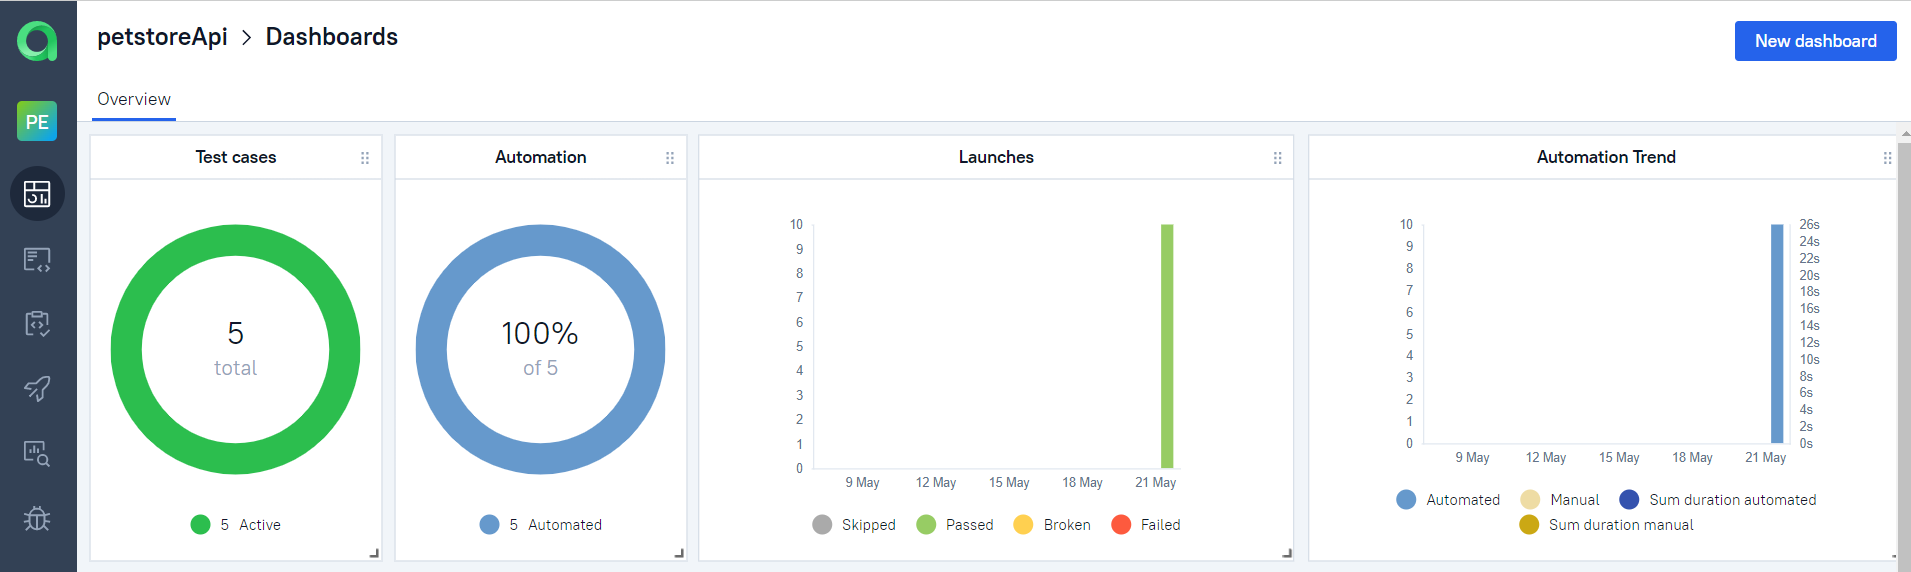 petstoreApi > Dashboards
New dashboard
Overview
PE
Test cases
5
total
5 Active
Automation
100%
of 5
5 Automated
Launches
10
9
8
7
6
5
4
3
2
1
0
9 May 12 May 15 May 18 May 21 May
Skipped Passed Broken Failed
Automation Trend
10
9
8
7
6
5
4
3
2
1
0
26s
24s
22s
20s
18s
16s
14s
12s
10s
8s
6s
4s
2s
0s
9 May 12 May 15 May 18 May 21 May
Automated Manual Sum duration automated
Sum duration manual